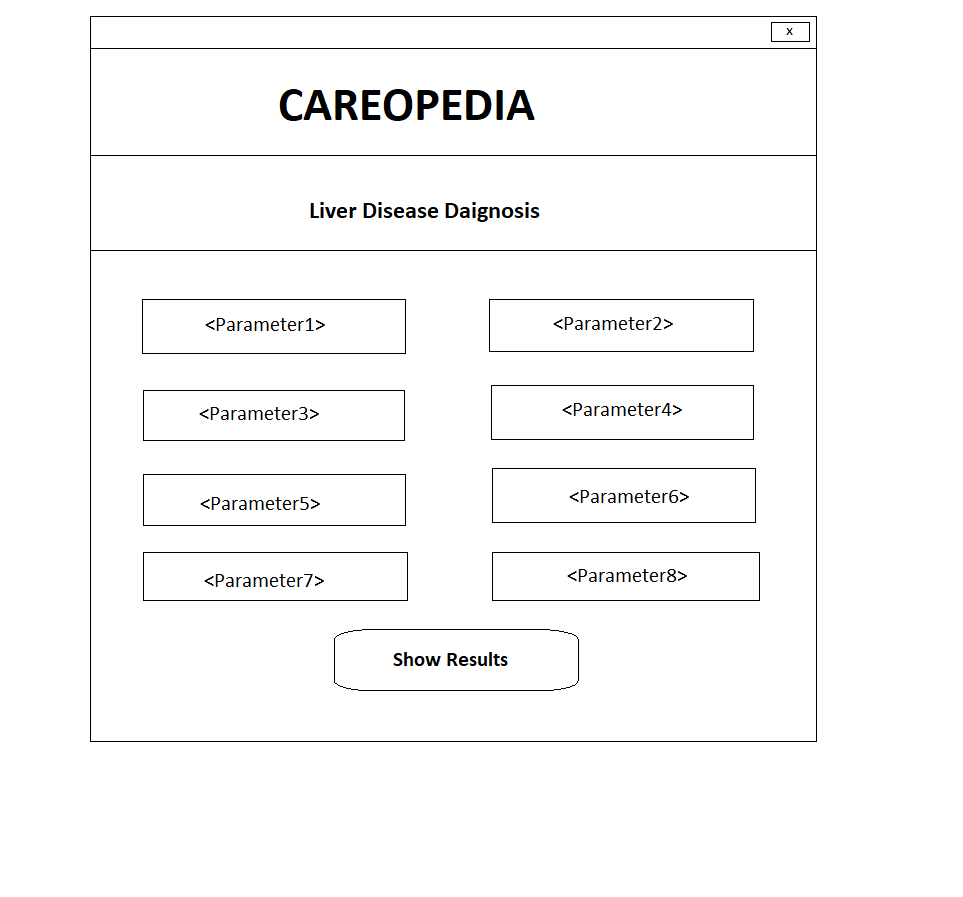 x
CAREOPEDIA
Liver Disease Daignosis
<Parameter1>
<Parameter2>
<Parameter3>
<Parameter4>
<Parameter5>
<Parameter6>
<Parameter7>
<Parameter8>
Show Results